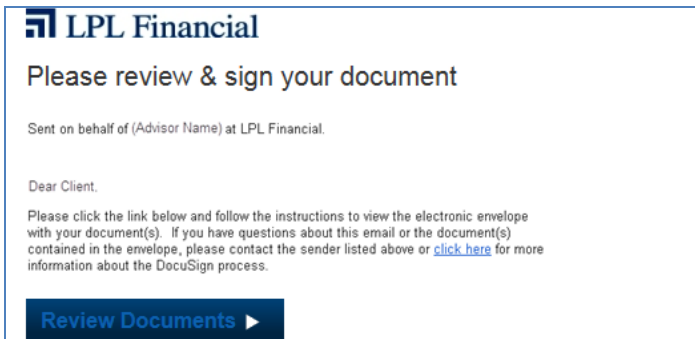 LPL Financial
Please review & sign your document
Sent on behalf of (Advisor Name) at LPL Financial.
Dear Client,
Please click the link below and follow the instructions to view the electronic envelope
with your document(s). If you have questions about this email or the document(s)
contained in the envelope, please contact the sender listed above or click here for more
information about the DocuSign process.
Review Documents